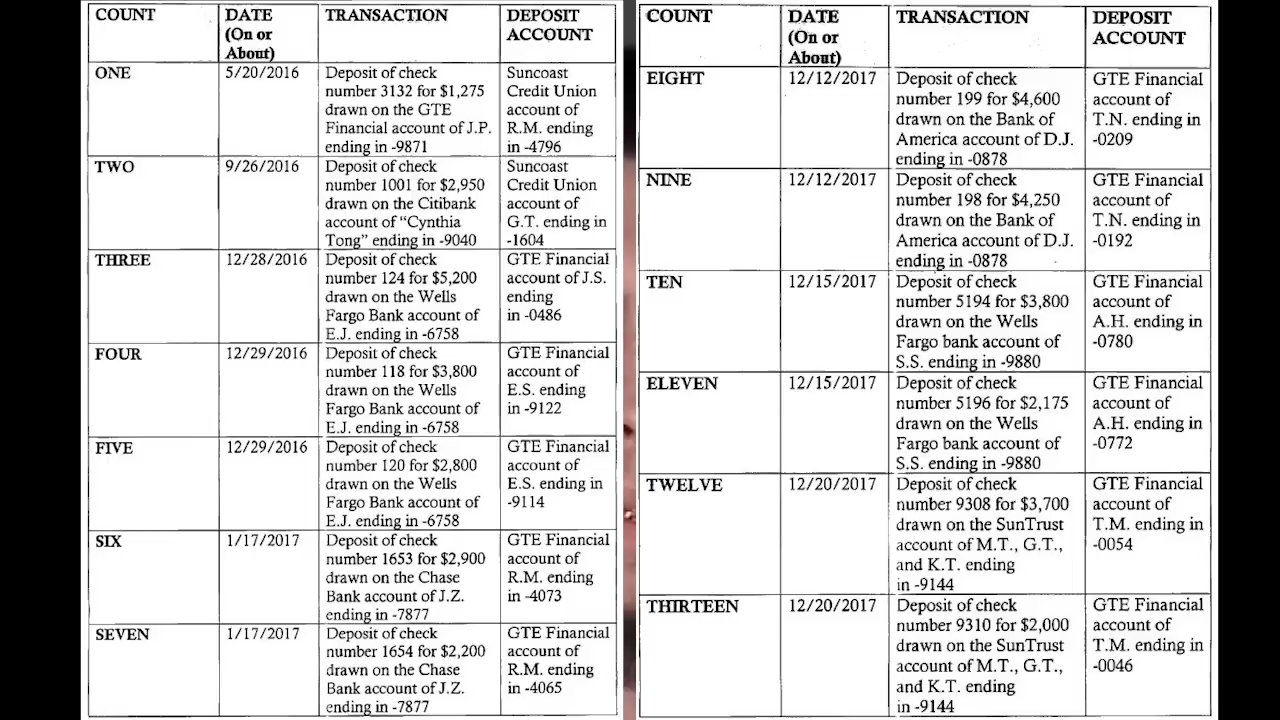 COUNT
DATE
(On or
About)
TRANSACTION
DEPOSIT
ACCOUNT
ONE
5/20/2016
Deposit of check
number 3132 for $1,275
drawn on the GTE
Financial account of J.P.
ending in -9871
Suncoast
Credit Union
account of
R.M. ending
in -4796
TWO
9/26/2016
Deposit of check
number 1001 for $2,950
drawn on the Citibank
account of “Cynthia
Tong” ending in -9040
Suncoast
Credit Union
account of
G.T. ending in
-1604
THREE
12/28/2016
Deposit of check
number 124 for $5,200
drawn on the Wells
Fargo Bank account of
E.J. ending in -6758
GTE Financial
account of J.S.
ending
in -0486
FOUR
12/29/2016
Deposit of check
number 118 for $3,800
drawn on the Wells
Fargo Bank account of
E.J. ending in -6758
GTE Financial
account of
E.S. ending
in -9122
FIVE
12/29/2016
Deposit of check
number 120 for $2,800
drawn on the Wells
Fargo Bank account of
E.J. ending in -6758
GTE Financial
account of
E.S. ending in
-9114
SIX
1/17/2017
Deposit of check
number 1653 for $2,900
drawn on the Chase
Bank account of J.Z.
ending in -7877
GTE Financial
account of
R.M. ending
in -4073
SEVEN
1/17/2017
Deposit of check
number 1654 for $2,200
drawn on the Chase
Bank account of J.Z.
ending in -7877
GTE Financial
account of
R.M. ending
in -4065
COUNT
DATE
(On or
About)
TRANSACTION
DEPOSIT
ACCOUNT
EIGHT
12/12/2017
Deposit of check
number 199 for $4,600
drawn on the Bank of
America account of D.J.
ending in -0878
GTE Financial
account of
T.N. ending in
-0209
NINE
12/12/2017
Deposit of check
number 198 for $4,250
drawn on the Bank of
America account of D.J.
ending in -0878
GTE Financial
account of
T.N. ending in
-0192
TEN
12/15/2017
Deposit of check
number 5194 for $3,800
drawn on the Wells
Fargo bank account of
S.S. ending in -9880
GTE Financial
account of
A.H. ending in
-0780
ELEVEN
12/15/2017
Deposit of check
number 5196 for $2,175
drawn on the Wells
Fargo bank account of
S.S. ending in -9880
GTE Financial
account of
A.H. ending in
-0772
TWELVE
12/20/2017
Deposit of check
number 9308 for $3,700
drawn on the SunTrust
account of M.T., G.T.,
and K.T. ending
in -9144
GTE Financial
account of
T.M. ending in
-0054
THIRTEEN
12/20/2017
Deposit of check
number 9310 for $2,000
drawn on the SunTrust
account of M.T., G.T.,
and K.T. ending
in -9144
GTE Financial
account of
T.M. ending in
-0046